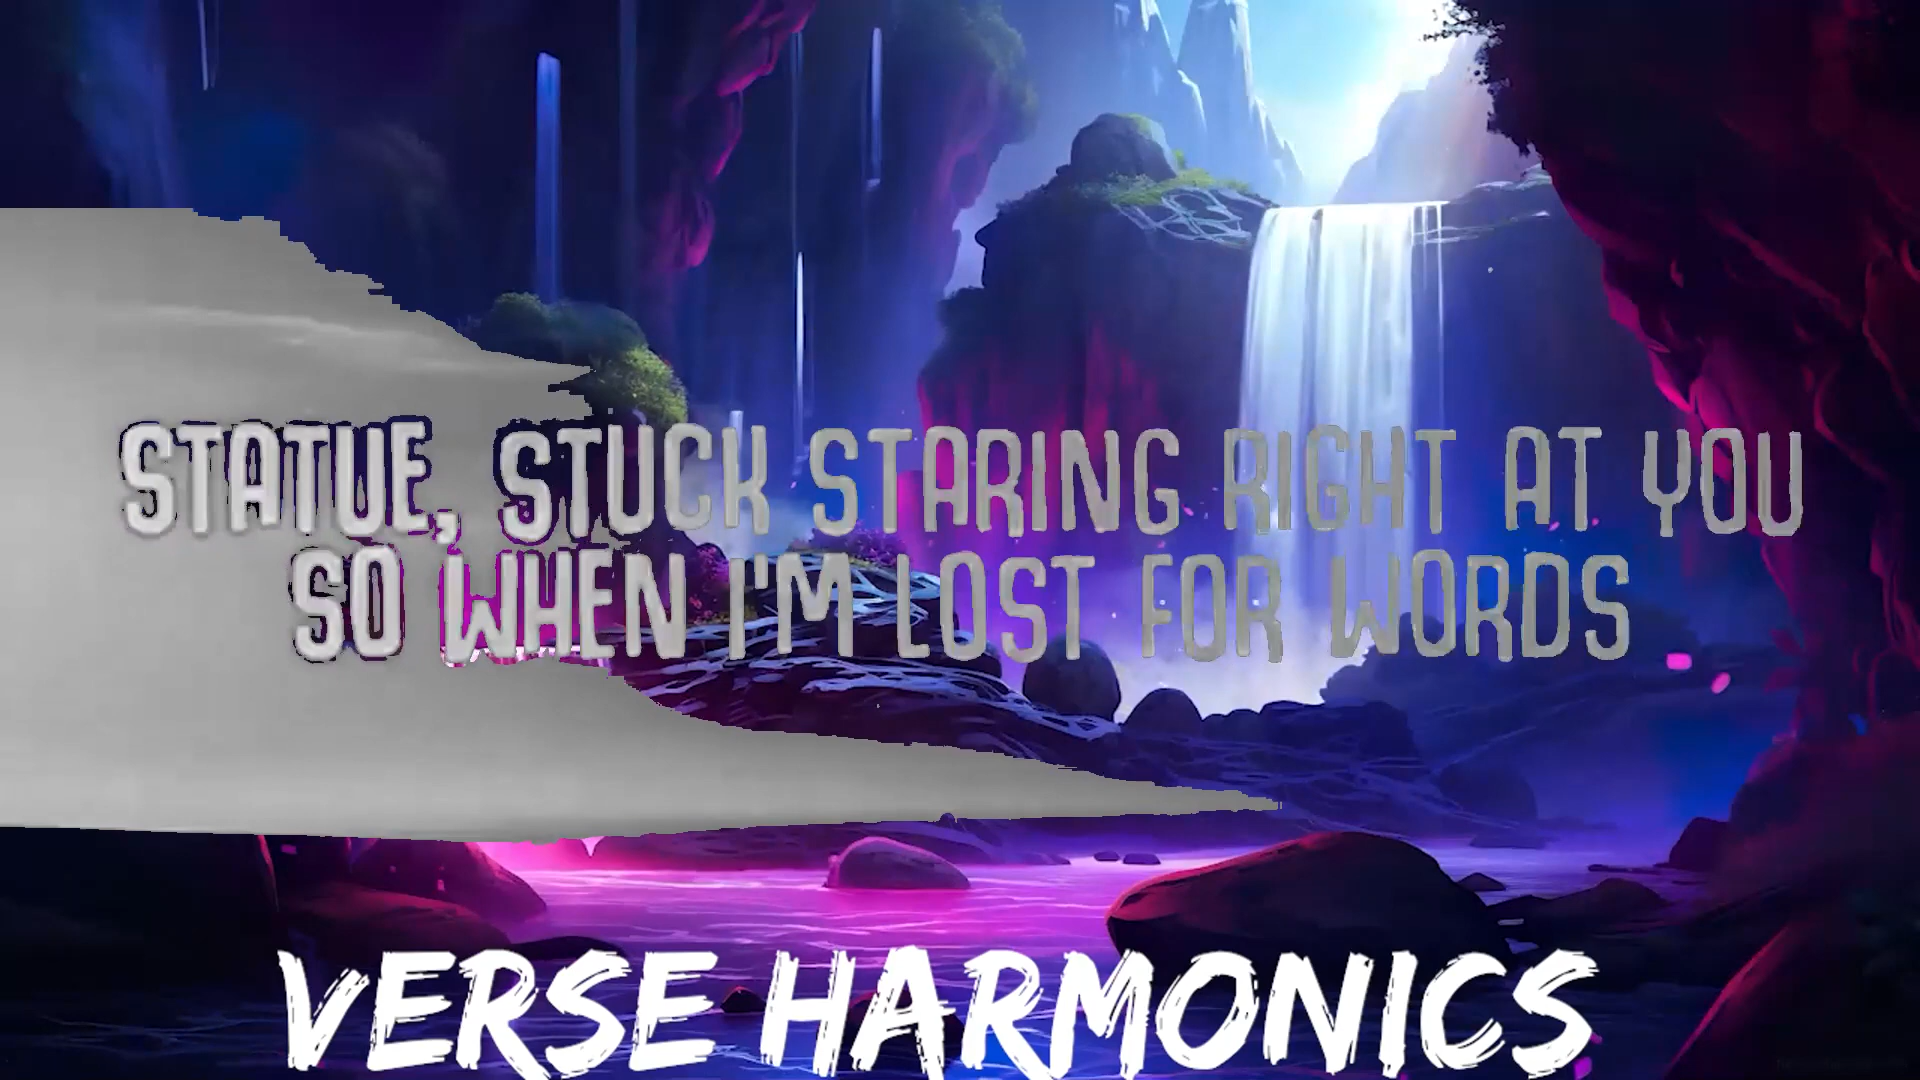 STATUE, STUCK STARING RIGHT AT YOU
SO WHEN I'M LOST FOR WORDS
VERSE HARMONICS